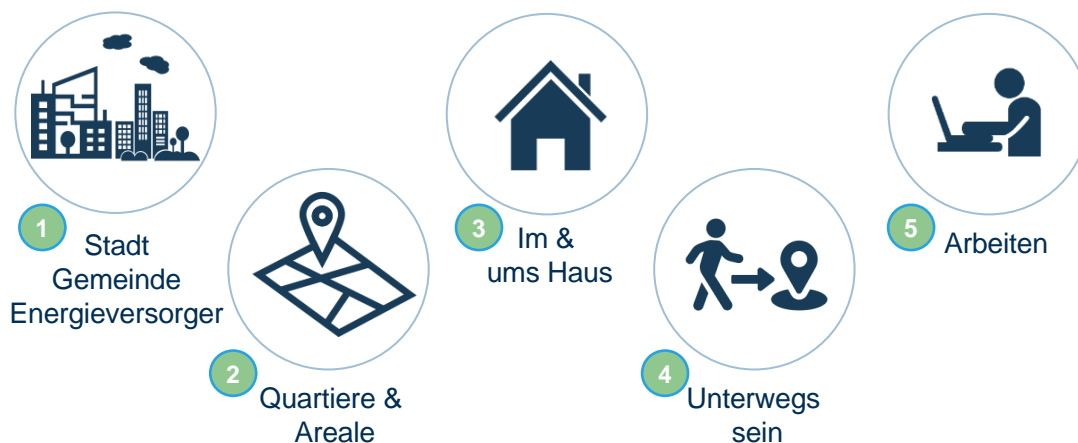 1
Stadt
Gemeinde
Energieversorger
2
Quartiere &
Areale
3
Im &
ums Haus
4
Unterwegs
sein
5
Arbeiten